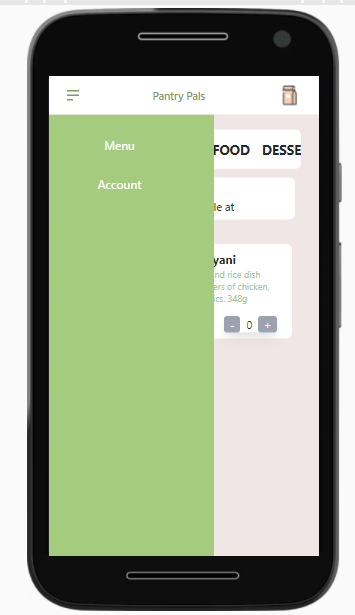 Pantry Pals
Menu
Account
FOOD DESSE
le at
yani
nd rice dish
ers of chicken,
ics. 348g
- 0 +